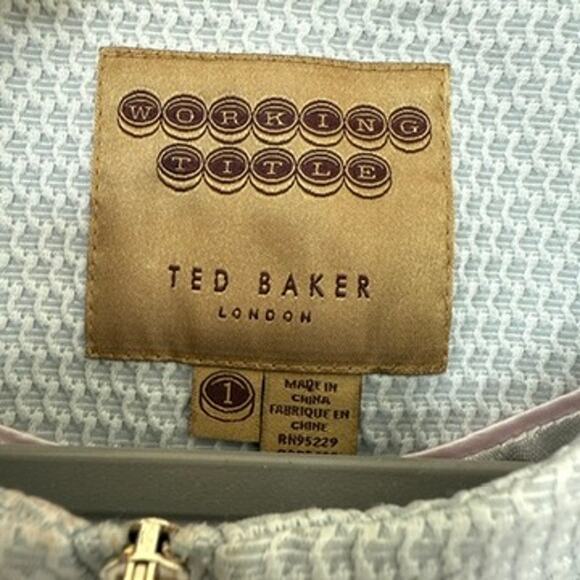 WORKING
TITLE
TED BAKER
LONDON
1
MADE IN
CHINA
FABRIQUE EN
CHINE
RN95229